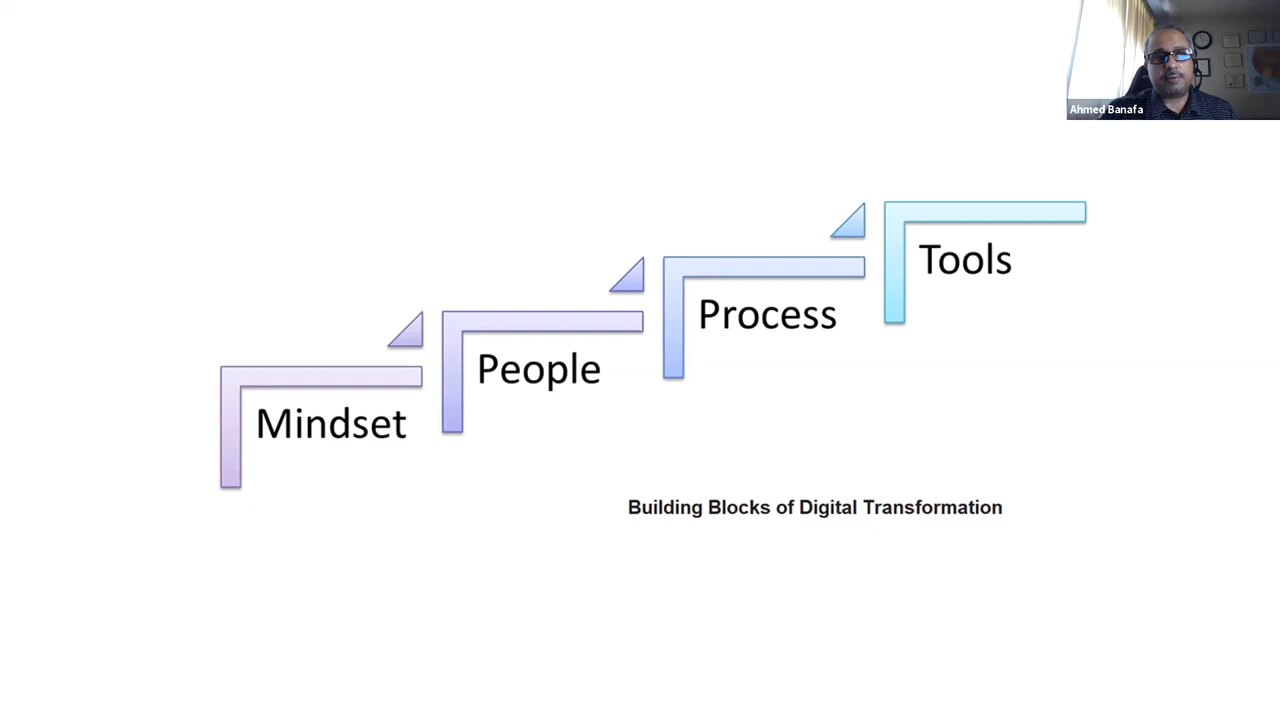 Ahmed Banafa
Tools
Process
People
Mindset
Building Blocks of Digital Transformation